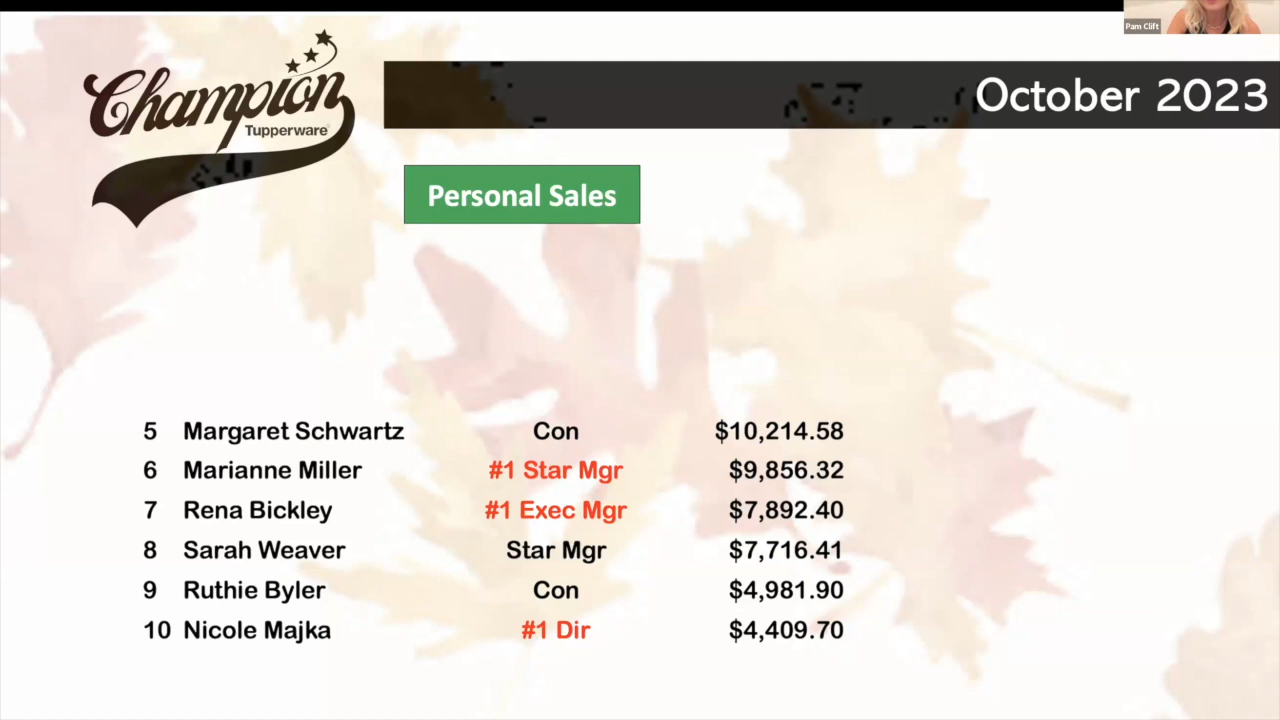 Pam Clift
Champion
Tupperware
October 2023
Personal Sales
5 Margaret Schwartz Con $10,214.58
6 Marianne Miller #1 Star Mgr $9,856.32
7 Rena Bickley #1 Exec Mgr $7,892.40
8 Sarah Weaver Star Mgr $7,716.41
9 Ruthie Byler Con $4,981.90
10 Nicole Majka #1 Dir $4,409.70